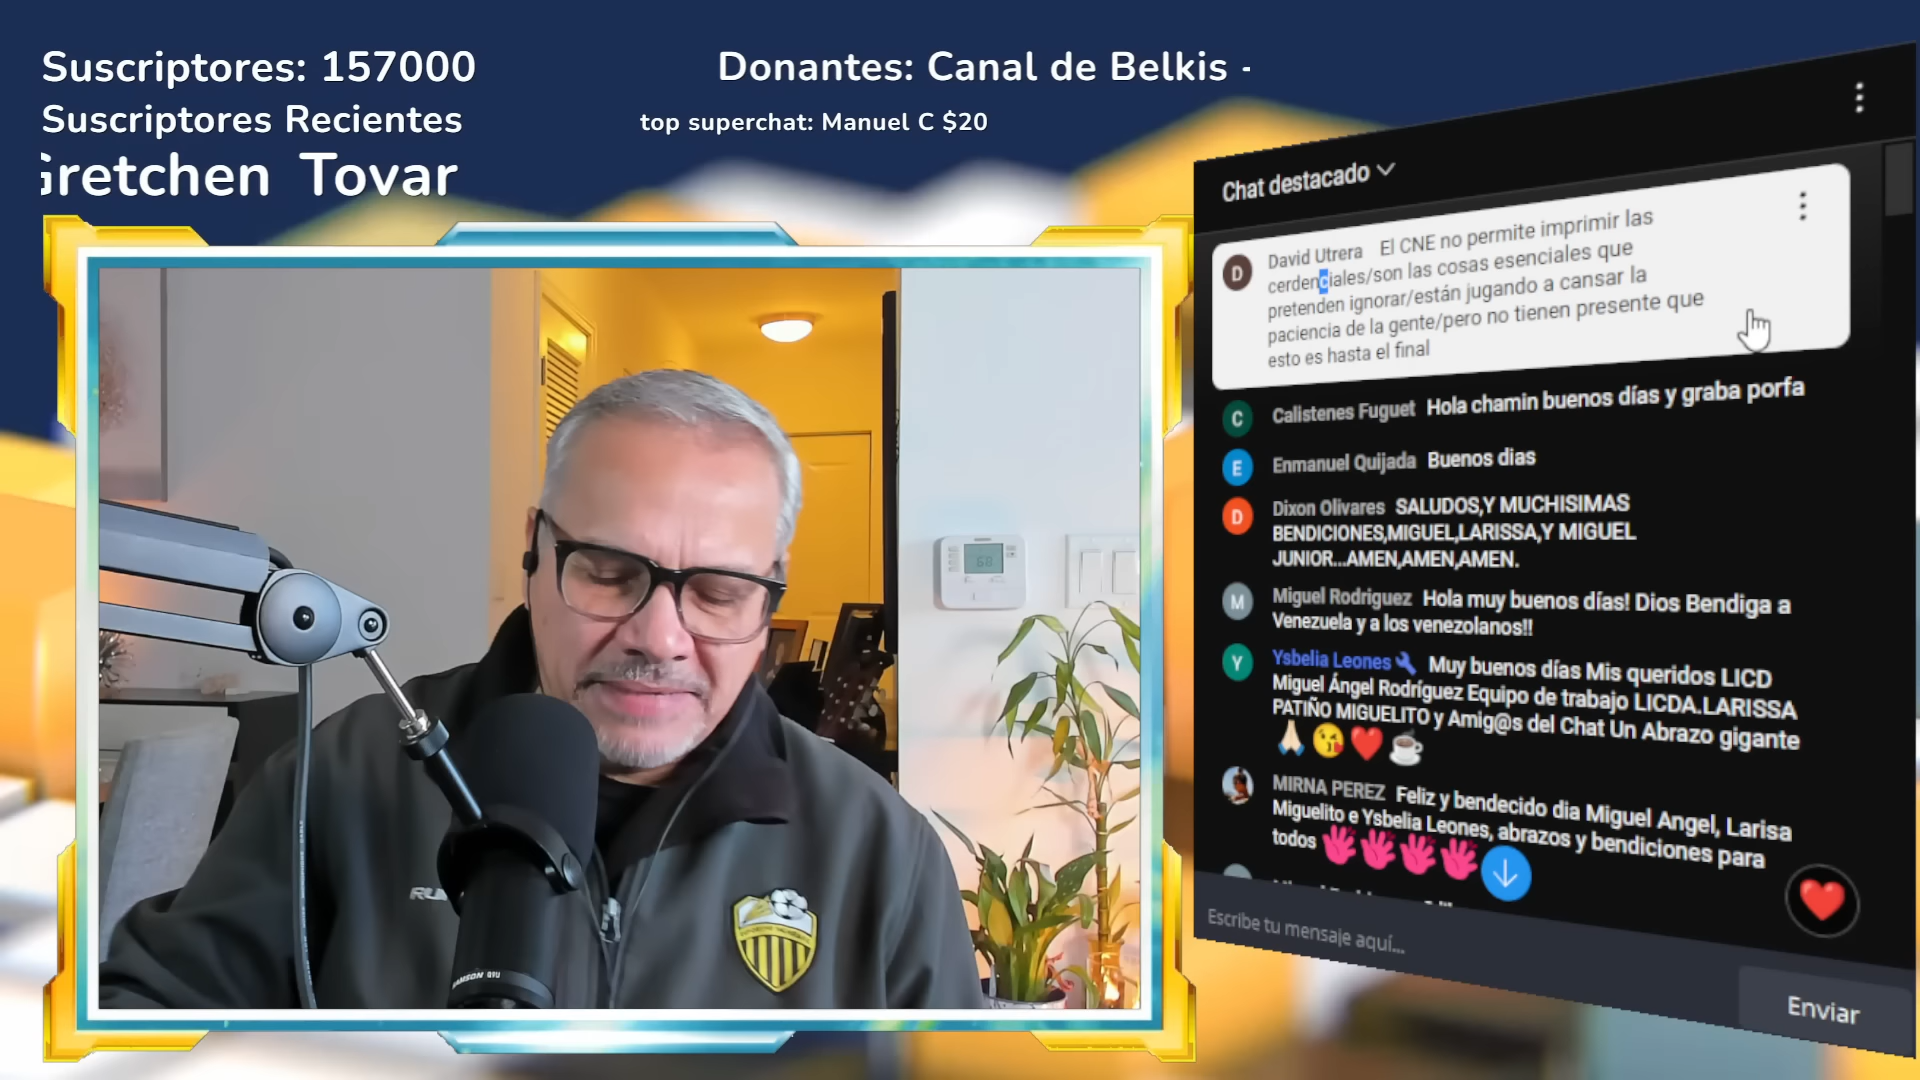 Suscriptores: 157000
Suscriptores Recientes
Gretchen Tovar
Donantes: Canal de Belkis -
top superchat: Manuel C $20
68
SAMSON Q1U
Chat destacado
D
David Utrera El CNE no permite imprimir las
cerdenciales/son las cosas esenciales que
pretenden ignorar/están jugando a cansar la
paciencia de la gente/pero no tienen presente que
esto es hasta el final
C
Calistenes Fuguet Hola chamin buenos días y graba porfa
E
Enmanuel Quijada Buenos dias
D
Dixon Olivares SALUDOS,Y MUCHISIMAS
BENDICIONES,MIGUEL,LARISSA,Y MIGUEL
JUNIOR...AMEN,AMEN,AMEN.
M
Miguel Rodriguez Hola muy buenos días! Dios Bendiga a
Venezuela y a los venezolanos!!
Y
Ysbelia Leones Muy buenos días Mis queridos LICD
Miguel Ángel Rodríguez Equipo de trabajo LICDA.LARISSA
PATIÑO MIGUELITO y Amig@s del Chat Un Abrazo gigante
🙏🏻😘❤️☕
MIRNA PEREZ Feliz y bendecido dia Miguel Angel, Larisa
Miguelito e Ysbelia Leones, abrazos y bendiciones para
todos
Escribe tu mensaje aquí...
Enviar